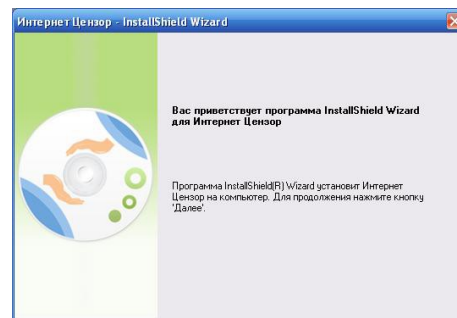 Интернет Цензор - InstallShield Wizard
Вас приветствует программа InstallShield Wizard
для Интернет Цензор
Программа InstallShield(R) Wizard установит Интернет
Цензор на компьютер. Для продолжения нажмите кнопку
'Далее'.